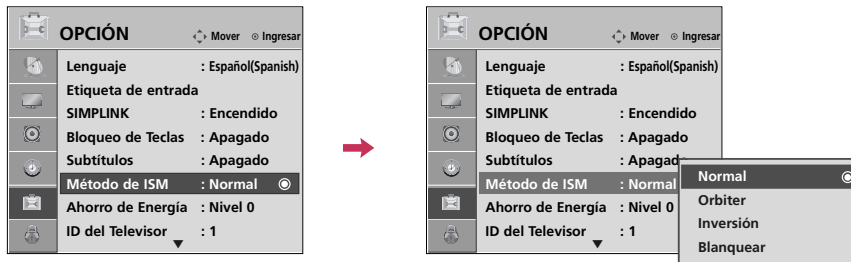 OPCIÓN Mover Ingresar
Lenguaje : Español(Spanish)
Etiqueta de entrada
SIMPLINK : Encendido
Bloqueo de Teclas : Apagado
Subtítulos : Apagado
Método de ISM : Normal
Ahorro de Energía : Nivel 0
ID del Televisor : 1
OPCIÓN Mover Ingresar
Lenguaje : Español(Spanish)
Etiqueta de entrada
SIMPLINK : Encendido
Bloqueo de Teclas : Apagado
Subtítulos : Apagad
Método de ISM : Normal
Ahorro de Energía : Nivel 0
ID del Televisor : 1
Normal
Orbiter
Inversión
Blanquear